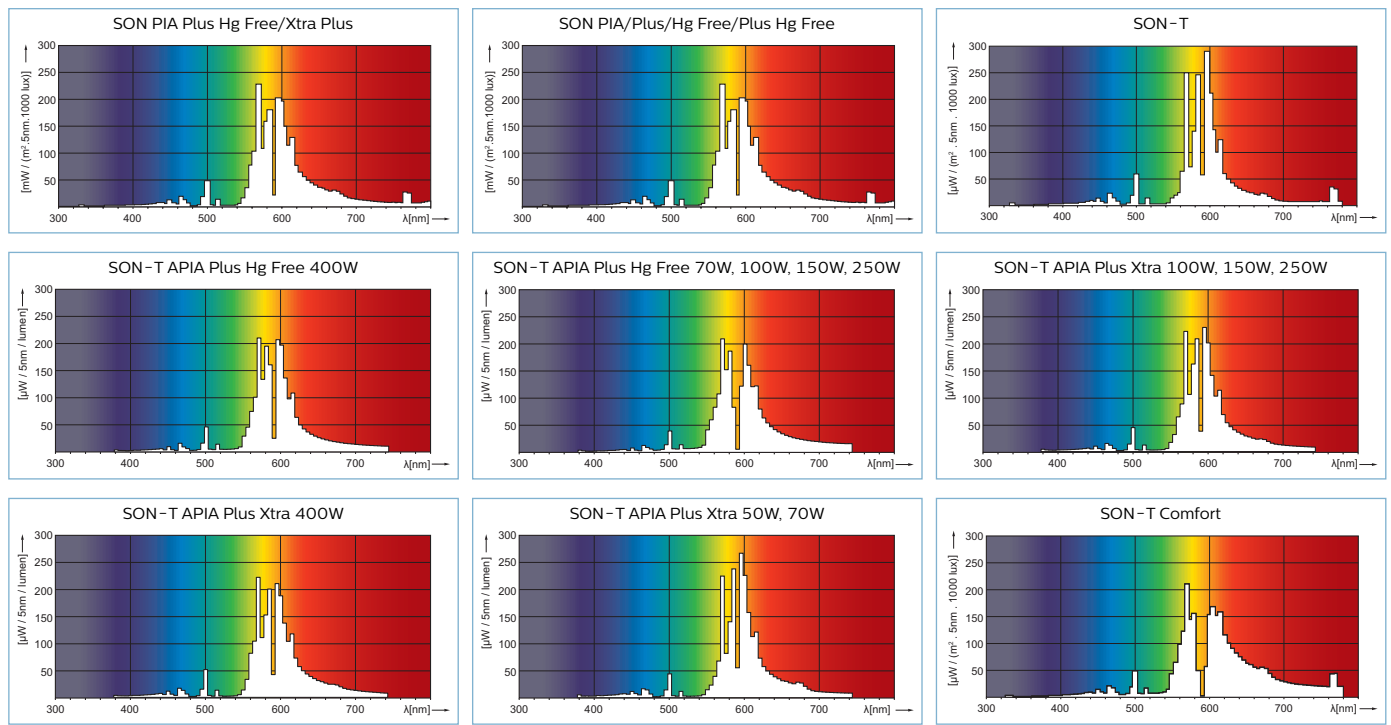 SON PIA Plus Hg Free/Xtra Plus
[mW / (m².5nm.1000 lux)]
300
250
200
150
100
50
300 400 500 600 700 λ[nm]
SON PIA/Plus/Hg Free/Plus Hg Free
[mW / (m².5nm.1000 lux)]
300
250
200
150
100
50
300 400 500 600 700 λ[nm]
SON-T
[µW / (m² . 5nm . 1000 lux)]
300
250
200
150
100
50
300 400 500 600 700 λ[nm]
SON-T APIA Plus Hg Free 400W
[µW / 5nm / lumen]
300
250
200
150
100
50
300 400 500 600 700 λ[nm]
SON-T APIA Plus Hg Free 70W, 100W, 150W, 250W
[µW / 5nm / lumen]
300
250
200
150
100
50
300 400 500 600 700 λ[nm]
SON-T APIA Plus Xtra 100W, 150W, 250W
[µW / 5nm / lumen]
300
250
200
150
100
50
300 400 500 600 700 λ[nm]
SON-T APIA Plus Xtra 400W
[µW / 5nm / lumen]
300
250
200
150
100
50
300 400 500 600 700 λ[nm]
SON-T APIA Plus Xtra 50W, 70W
[µW / 5nm / lumen]
300
250
200
150
100
50
300 400 500 600 700 λ[nm]
SON-T Comfort
[µW / (m² . 5nm . 1000 lux)]
300
250
200
150
100
50
300 400 500 600 700 λ[nm]